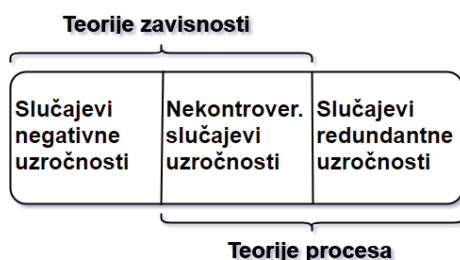 Teorije zavisnosti
Slučajevi
negativne
uzročnosti
Nekontrover.
slučajevi
uzročnosti
Slučajevi
redundantne
uzročnosti
Teorije procesa